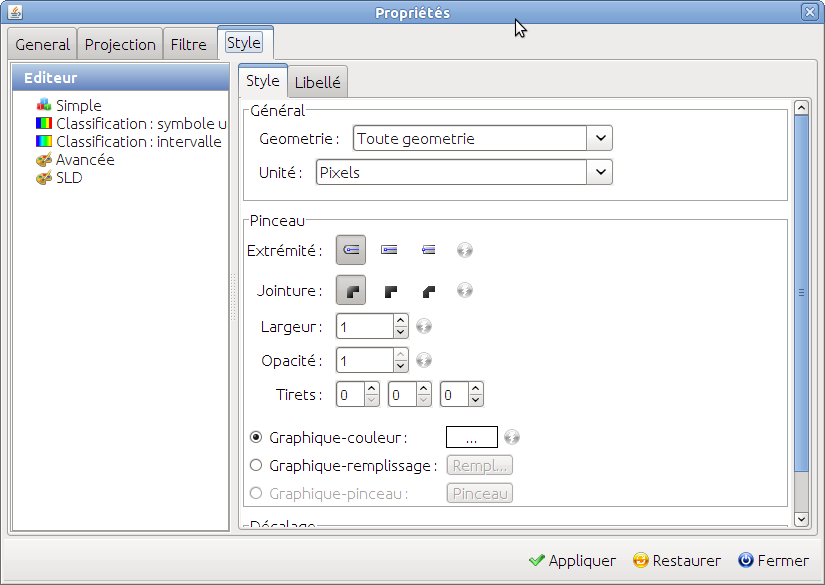 Propriétés
General Projection Filtre Style
Editeur
Simple
Classification : symbole u
Classification : intervalle
Avancée
SLD
Style Libellé
Général
Geometrie : Toute geometrie
Unité : Pixels
Pinceau
Extrémité :
Jointure :
Largeur : 1
Opacité : 1
Tirets : 0 0 0
Graphique-couleur : ...
Graphique-remplissage : Rempl...
Graphique-pinceau : Pinceau
Décalage
Appliquer Restaurer Fermer